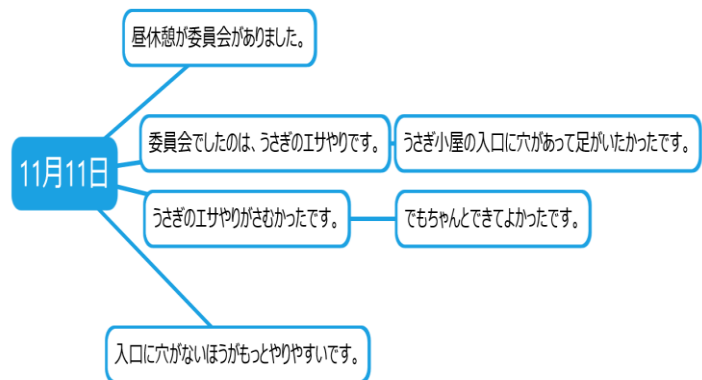 昼休憩が委員会がありました。
11月11日
委員会でしたのは、うさぎのエサやりです。
うさぎ小屋の入口に穴があって足がいたかったです。
うさぎのエサやりがさむかったです。
でもちゃんとできてよかったです。
入口に穴がないほうがもっとやりやすいです。